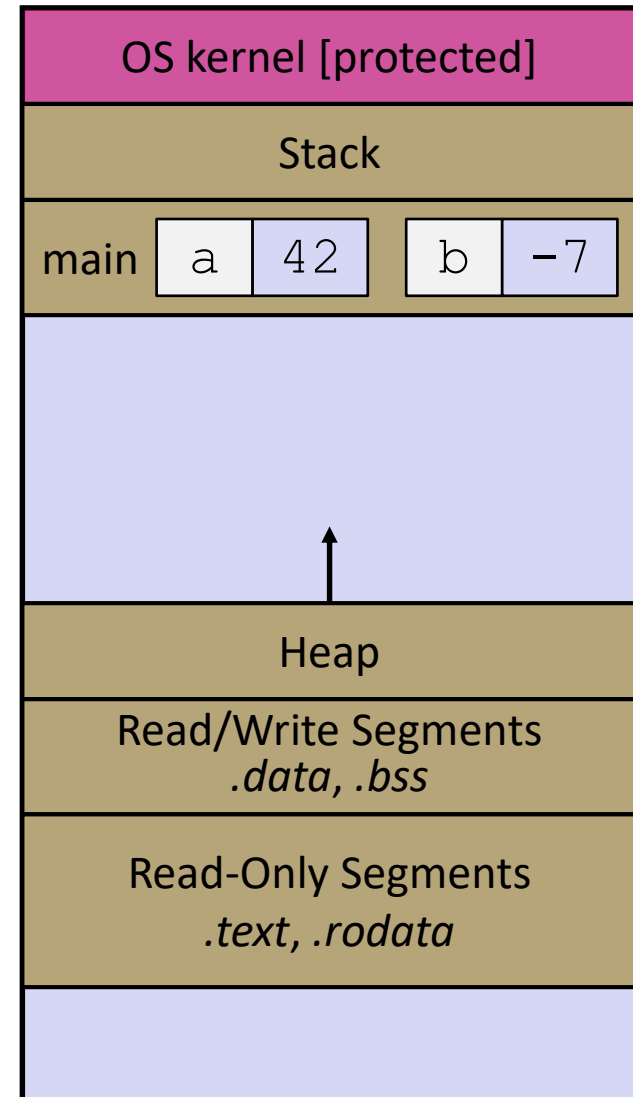 OS kernel [protected]
Stack
main a 42 b -7
Heap
Read/Write Segments
.data, .bss
Read-Only Segments
.text, .rodata